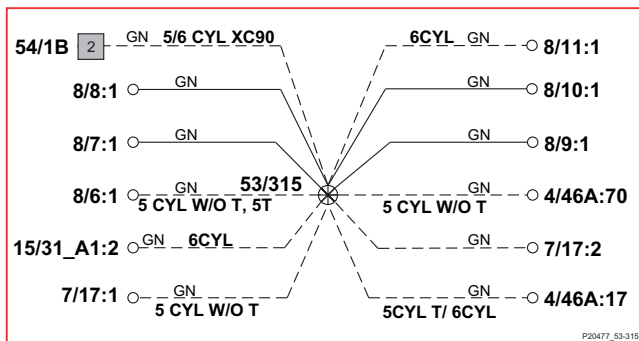 54/1B 2 GN 5/6 CYL XC90 6CYL GN 8/11:1
8/8:1 GN GN 8/10:1
8/7:1 GN GN 8/9:1
8/6:1 GN 53/315 GN 4/46A:70
5 CYL W/O T, 5T 5 CYL W/O T
15/31_A1:2 GN 6CYL GN 7/17:2
7/17:1 GN GN 4/46A:17
5 CYL W/O T 5CYL T/ 6CYL
P20477_53-315